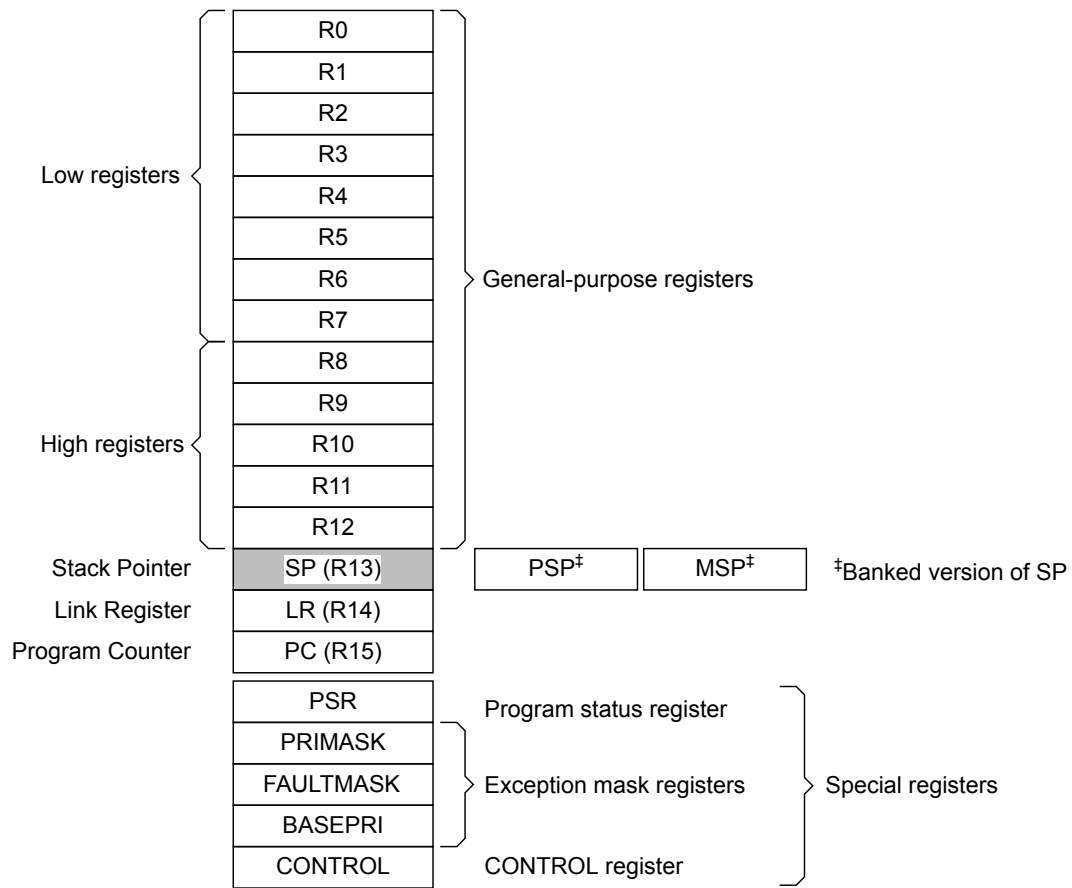 R0
R1
R2
R3
Low registers
R4
R5
R6
General-purpose registers
R7
R8
R9
High registers
R10
R11
R12
Stack Pointer SP (R13) PSP‡ MSP‡ ‡Banked version of SP
Link Register LR (R14)
Program Counter PC (R15)
PSR Program status register
PRIMASK
FAULTMASK Exception mask registers Special registers
BASEPRI
CONTROL CONTROL register